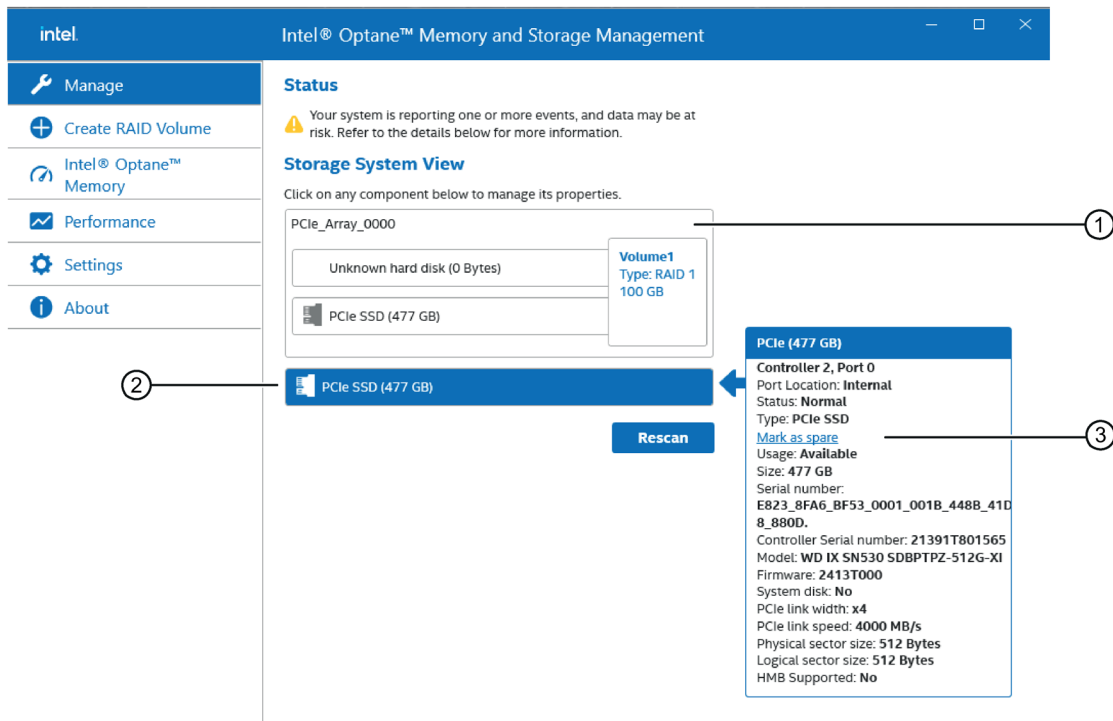 intel.
Intel® Optane™ Memory and Storage Management
Manage
Create RAID Volume
Intel® Optane™
Memory
Performance
Settings
About
Status
Your system is reporting one or more events, and data may be at
risk. Refer to the details below for more information.
Storage System View
Click on any component below to manage its properties.
PCIe_Array_0000
Unknown hard disk (0 Bytes)
PCIe SSD (477 GB)
Volume1
Type: RAID 1
100 GB
1
2
PCIe SSD (477 GB)
Rescan
PCIe (477 GB)
Controller 2, Port 0
Port Location: Internal
Status: Normal
Type: PCIe SSD
Mark as spare
3
Usage: Available
Size: 477 GB
Serial number:
E823_8FA6_BF53_0001_001B_448B_41D
8_880D.
Controller Serial number: 21391T801565
Model: WD IX SN530 SDBPTPZ-512G-XI
Firmware: 2413T000
System disk: No
PCIe link width: x4
PCIe link speed: 4000 MB/s
Physical sector size: 512 Bytes
Logical sector size: 512 Bytes
HMB Supported: No